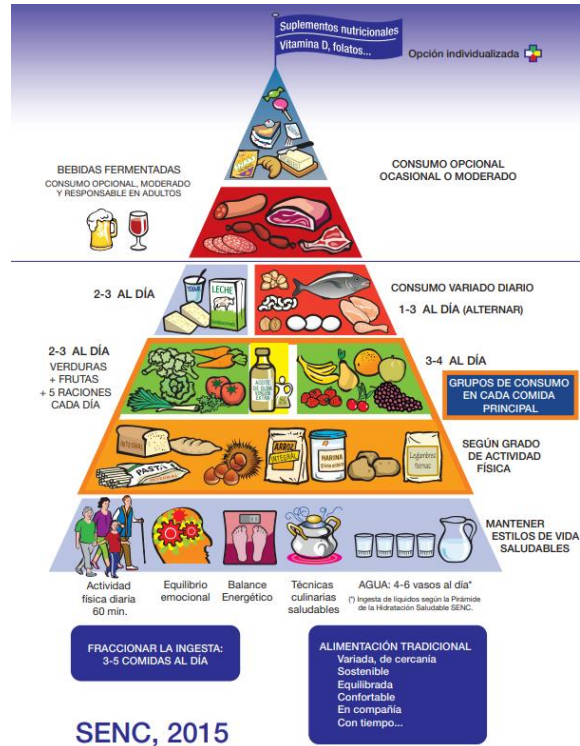 Suplementos nutricionales
Vitamina D, folatos...
Opción individualizada
BEBIDAS FERMENTADAS
CONSUMO OPCIONAL, MODERADO
Y RESPONSABLE EN ADULTOS
CONSUMO OPCIONAL
OCASIONAL O MODERADO
2-3 AL DÍA
LECHE
CONSUMO VARIADO DIARIO
1-3 AL DÍA (ALTERNAR)
2-3 AL DÍA
VERDURAS
+ FRUTAS
+ 5 RACIONES
CADA DÍA
ACEITE
DE OLIVA
VIRGEN
EXTRA
3-4 AL DÍA
GRUPOS DE CONSUMO
EN CADA COMIDA
PRINCIPAL
INTEGRAL
PASTA
ARROZ
INTEGRAL
HARINA
Legumbres
tiernas
SEGÚN GRADO
DE ACTIVIDAD
FÍSICA
MANTENER
ESTILOS DE VIDA
SALUDABLES
Actividad
física diaria
60 min.
Equilibrio
emocional
Balance
Energético
Técnicas
culinarias
saludables
AGUA: 4-6 vasos al día*
(*) Ingesta de líquidos según la Pirámide
de la Hidratación Saludable SENC.
FRACCIONAR LA INGESTA:
3-5 COMIDAS AL DÍA
ALIMENTACIÓN TRADICIONAL
Variada, de cercanía
Sostenible
Equilibrada
Confortable
En compañía
Con tiempo...
SENC, 2015